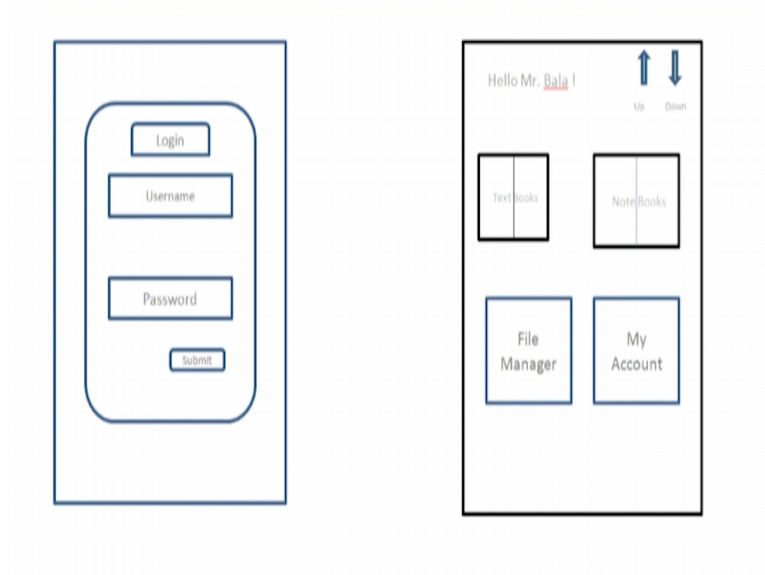 Login
Username
Password
Submit
Hello Mr. Bala !
Up Down
Text Books
Note Books
File
Manager
My
Account